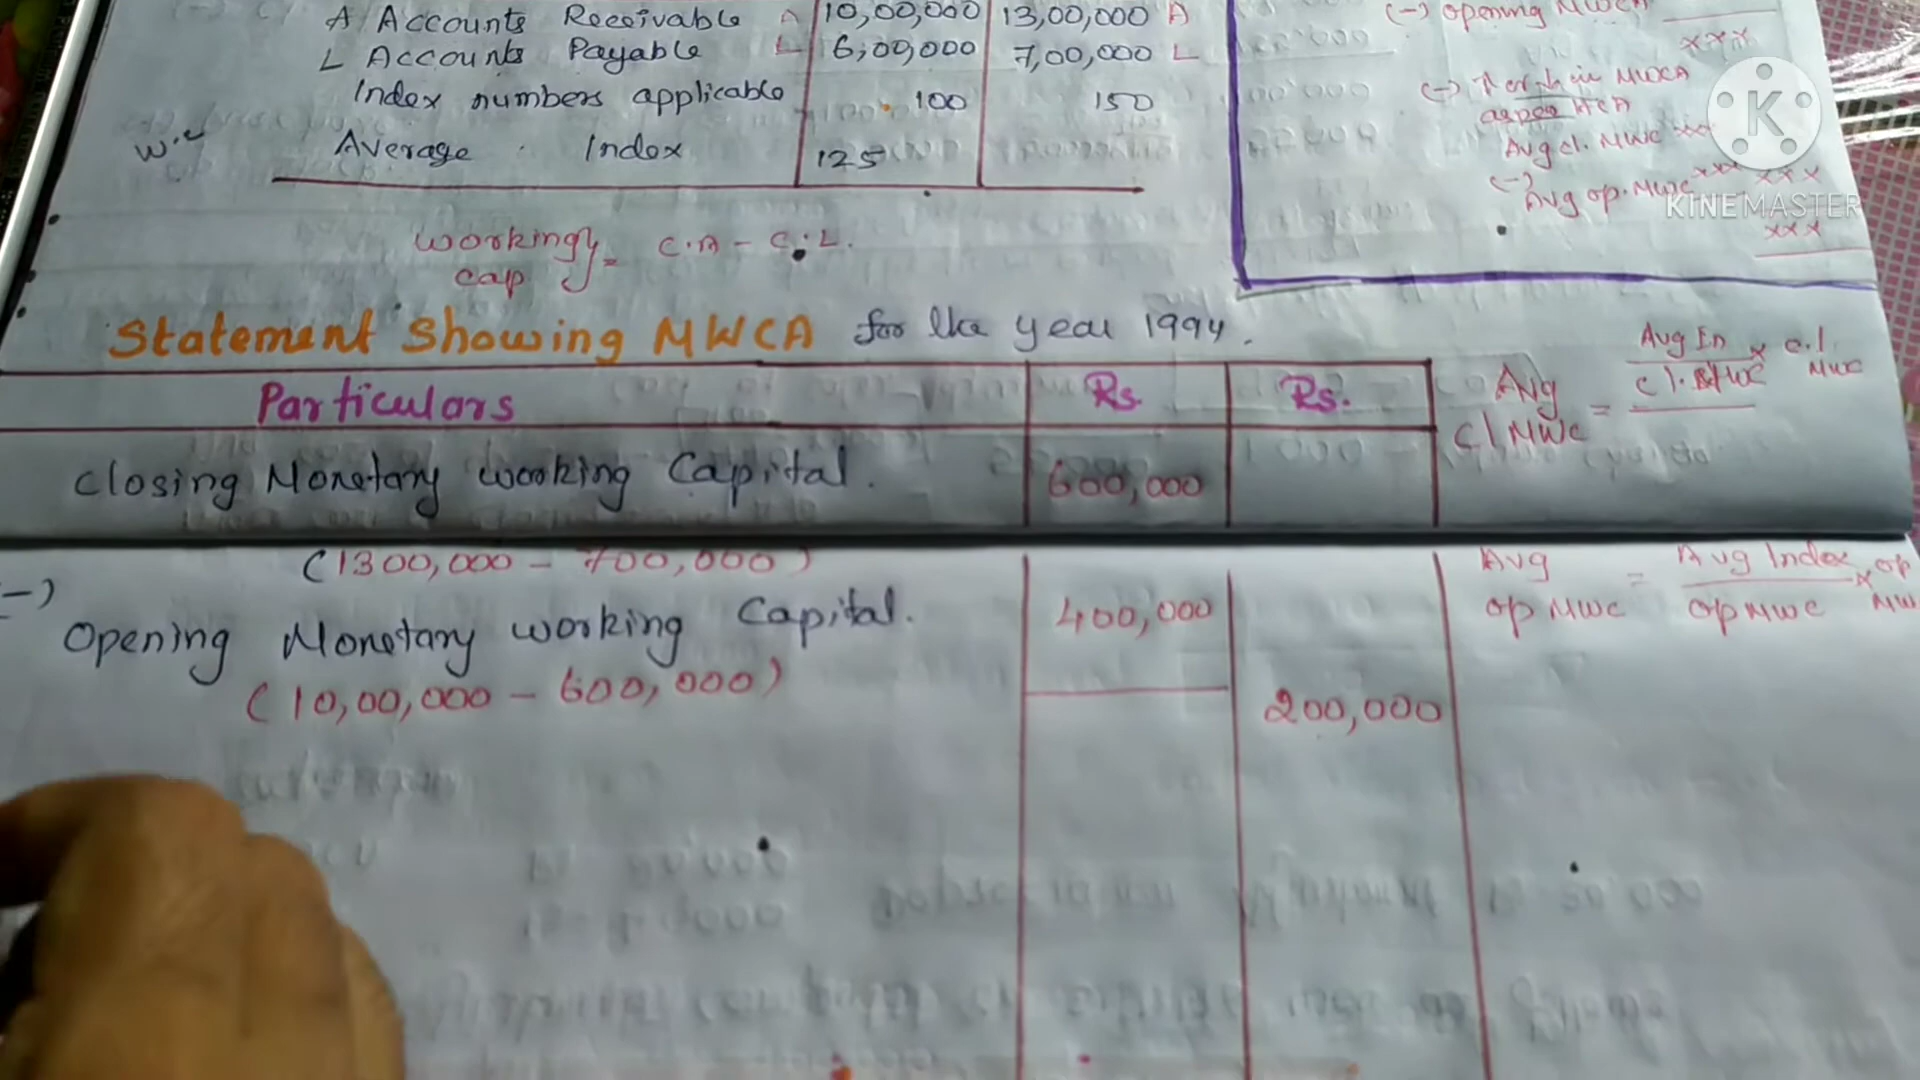 A Accounts Receivable A 10,00,000 13,00,000 A
L Accounts Payable L 6,00,000 7,00,000 L
Index numbers applicable 100 150
W.C Average Index 125
Working cap } = C.A - C.L.
(-) opening MWCA
xxx
(-)
Avg cl. MWC xxx
(-)
Avg op. MWC xxx xxx
xxx
K
KINEMASTER
Statement Showing MWCA for the year 1994.
Particulars Rs. Rs.
Closing Monetary working Capital. 600,000
(1300,000 - 700,000)
(-)
Opening Monetary working Capital. 400,000
(10,00,000 - 600,000)
200,000
Avg Cl MWC = Avg In × cl. MWC
Avg op MWC = Avg Index × op
op MWC